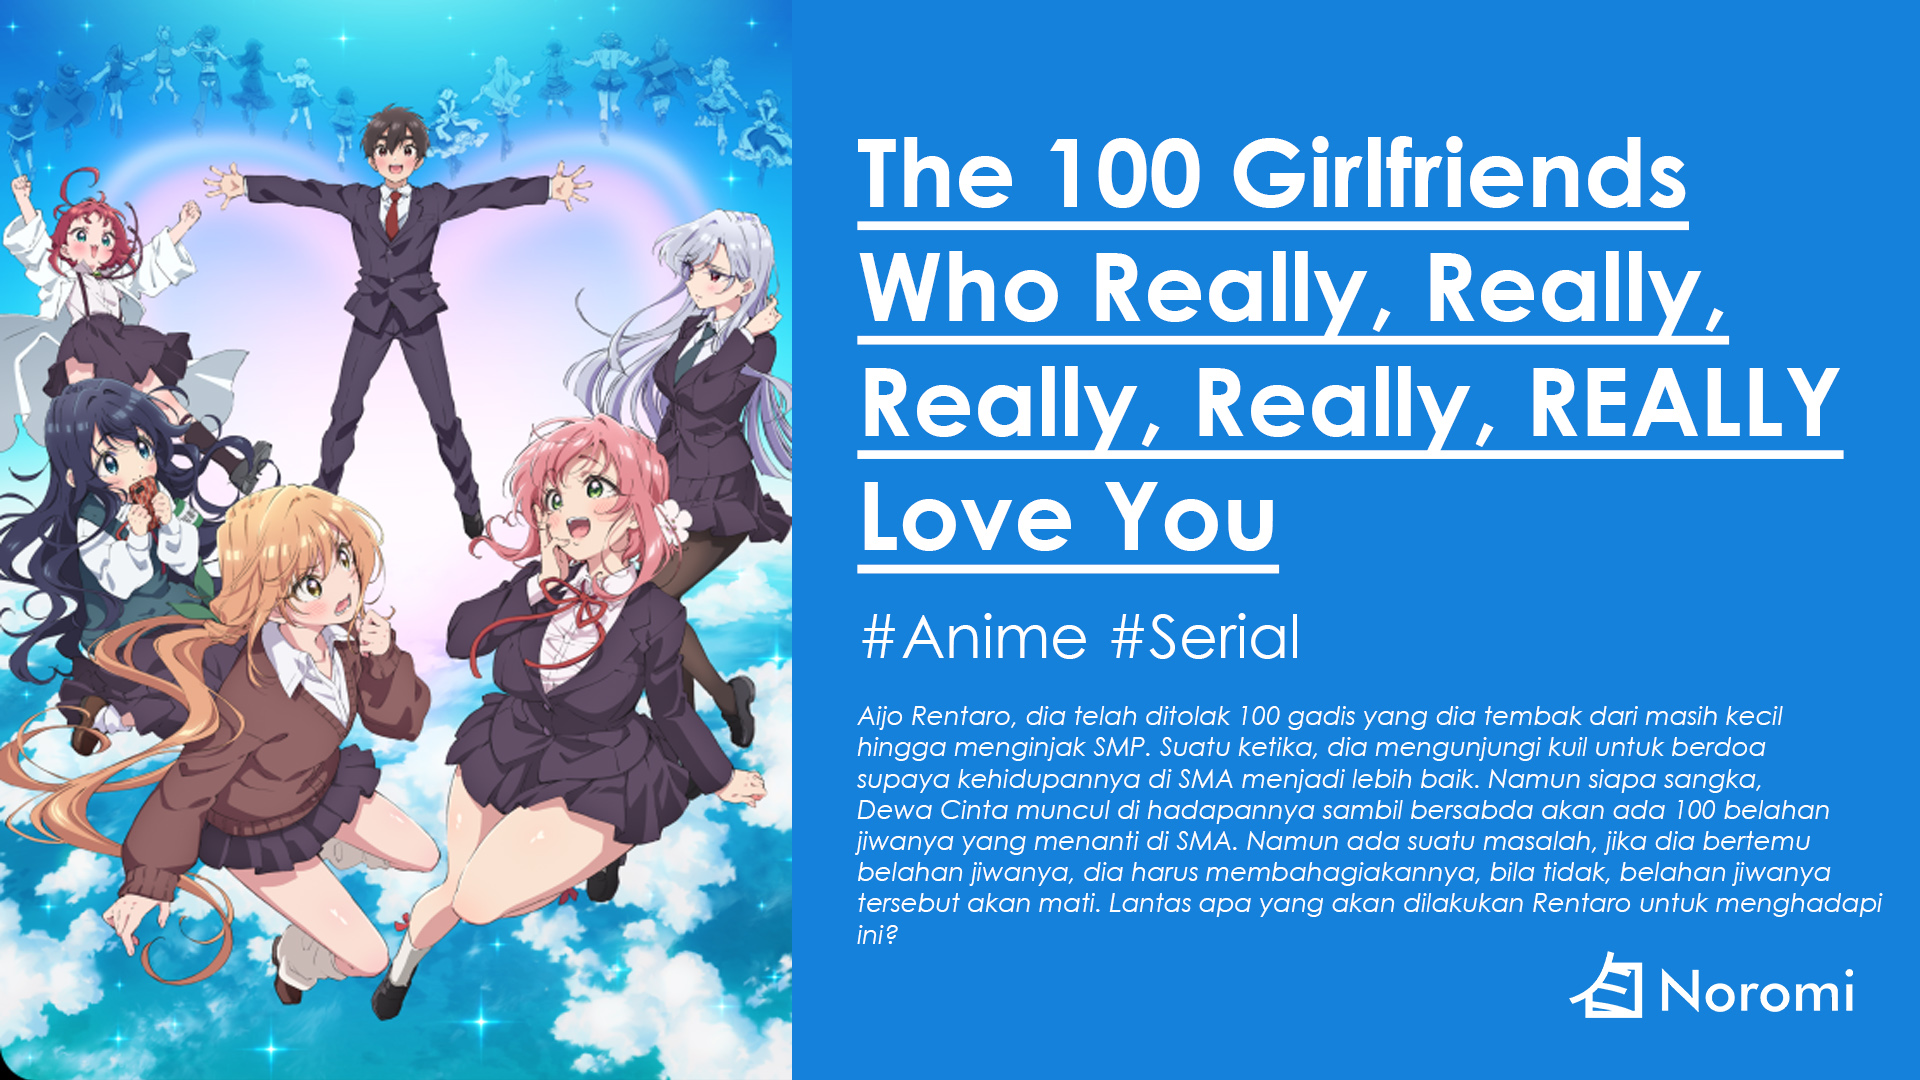 The 100 Girlfriends
Who Really, Really,
Really, Really, REALLY
Love You
#Anime #Serial
Aijo Rentaro, dia telah ditolak 100 gadis yang dia tembak dari masih kecil
hingga menginjak SMP. Suatu ketika, dia mengunjungi kuil untuk berdoa
supaya kehidupannya di SMA menjadi lebih baik. Namun siapa sangka,
Dewa Cinta muncul di hadapannya sambil bersabda akan ada 100 belahan
jiwanya yang menanti di SMA. Namun ada suatu masalah, jika dia bertemu
belahan jiwanya, dia harus membahagiakannya, bila tidak, belahan jiwanya
tersebut akan mati. Lantas apa yang akan dilakukan Rentaro untuk menghadapi
ini?
Noromi